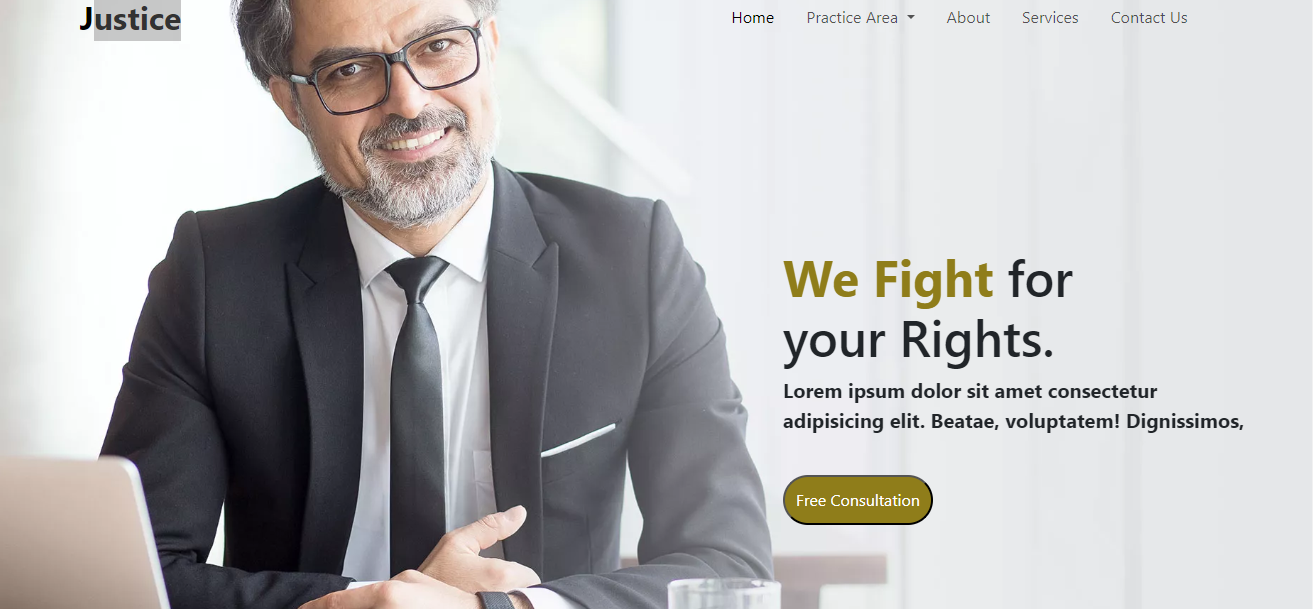 Justice
Home Practice Area About Services Contact Us
We Fight for
your Rights.
Lorem ipsum dolor sit amet consectetur
adipisicing elit. Beatae, voluptatem! Dignissimos,
Free Consultation